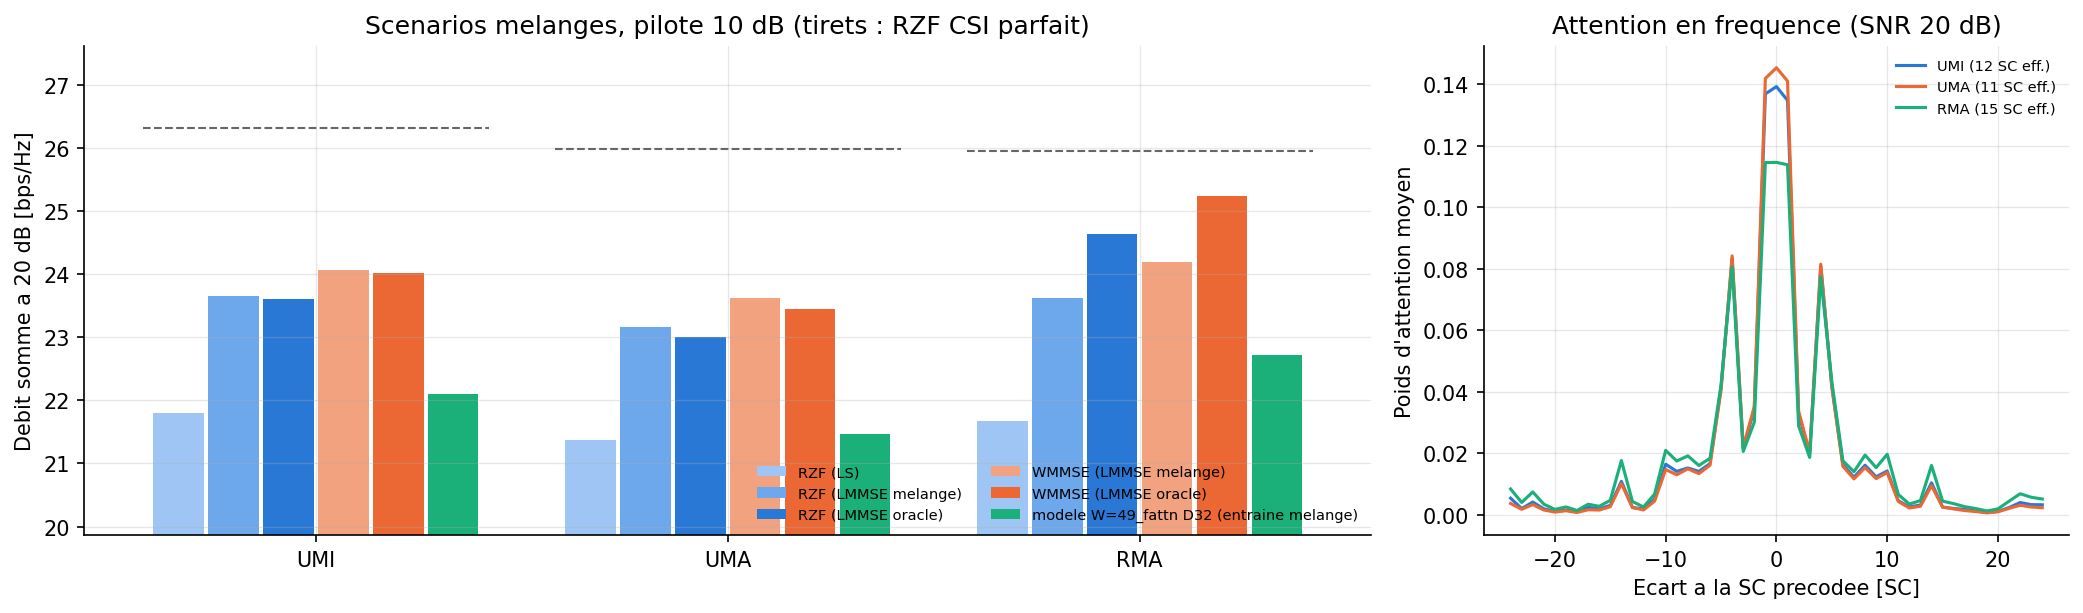 Scenarios melanges, pilote 10 dB (tirets : RZF CSI parfait)
Debit somme a 20 dB [bps/Hz]
27
26
25
24
23
22
21
20
UMI
UMA
RMA
RZF (LS)
RZF (LMMSE melange)
RZF (LMMSE oracle)
WMMSE (LMMSE melange)
WMMSE (LMMSE oracle)
modele W=49_fattn D32 (entraine melange)
Attention en frequence (SNR 20 dB)
Poids d'attention moyen
0.14
0.12
0.10
0.08
0.06
0.04
0.02
0.00
−20
−10
0
10
20
Ecart a la SC precodee [SC]
UMI (12 SC eff.)
UMA (11 SC eff.)
RMA (15 SC eff.)